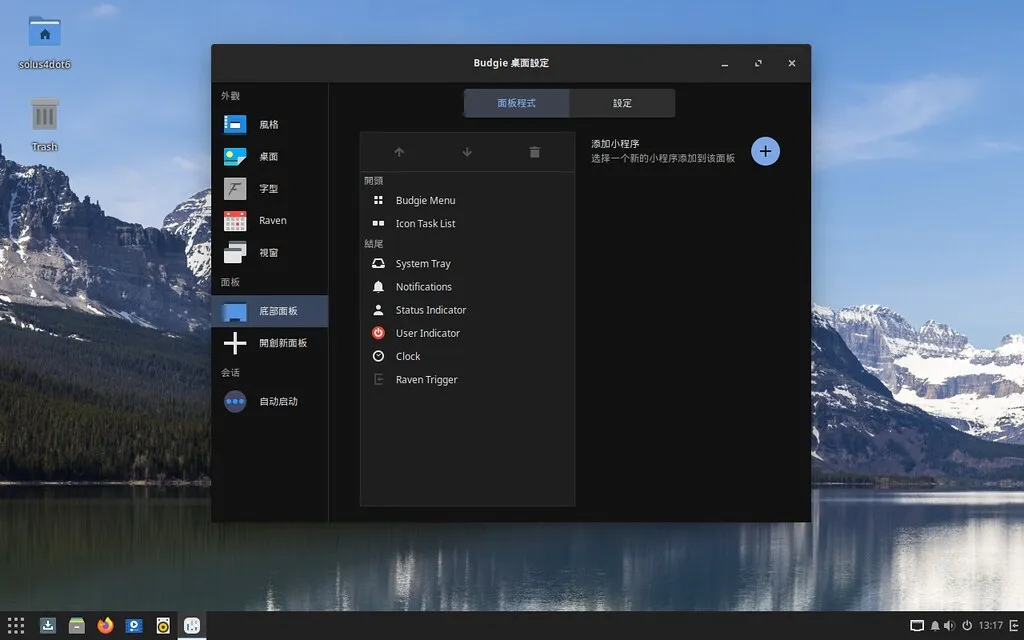 solus4dot6
Trash
Budgie 桌面設定
外觀
風格
桌面
字型
Raven
視窗
面板
底部面板
開創新面板
会话
自动启动
面板程式
設定
開頭
Budgie Menu
Icon Task List
結尾
System Tray
Notifications
Status Indicator
User Indicator
Clock
Raven Trigger
添加小程序
选择一个新的小程序添加到该面板
13:17